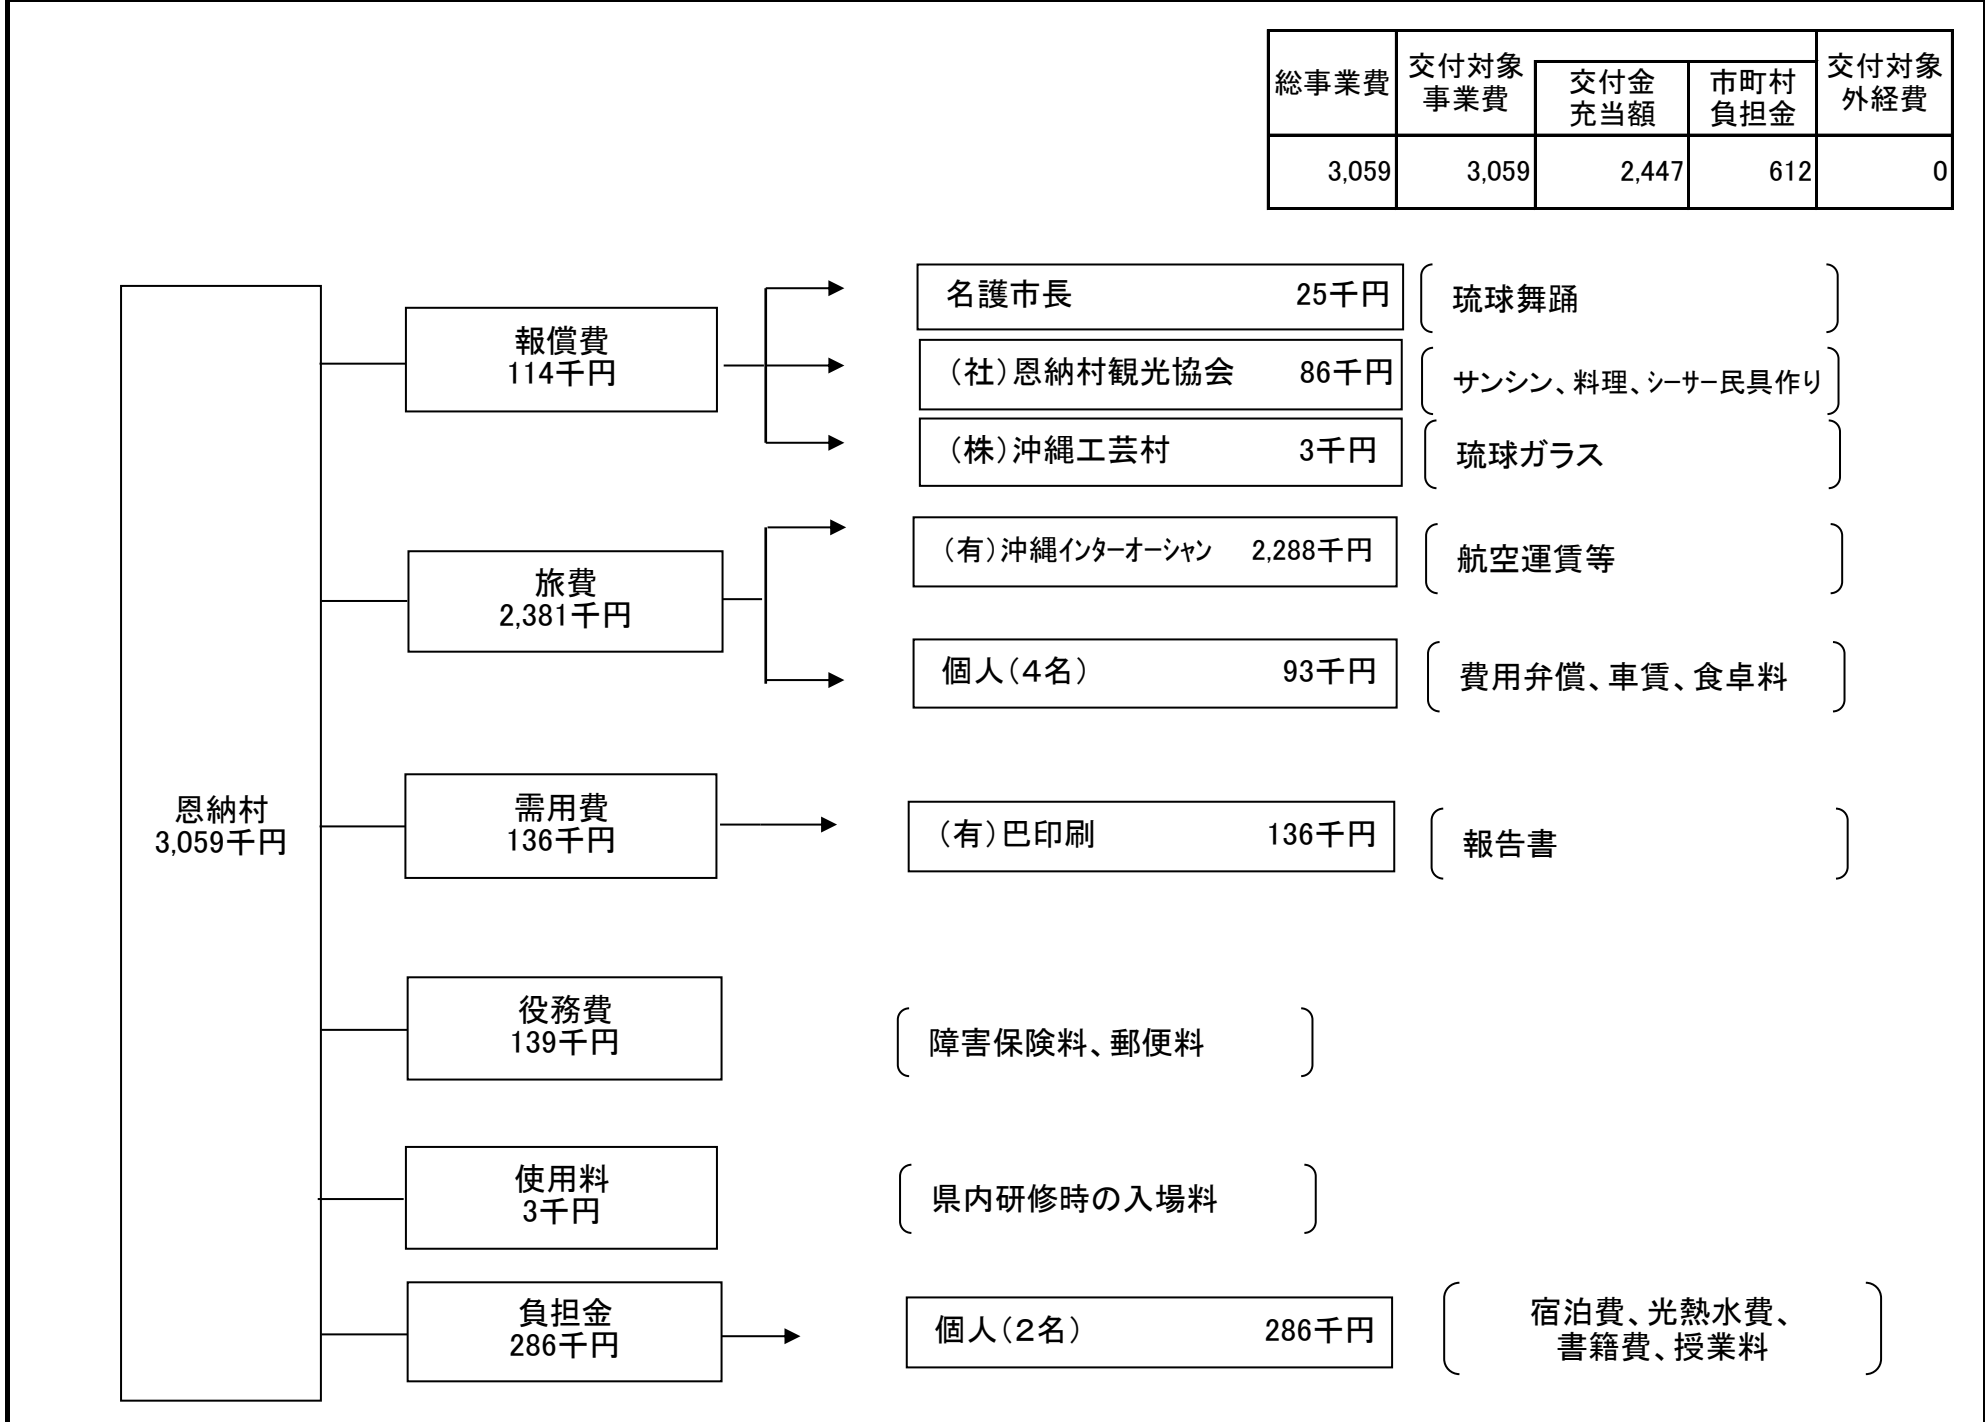 総事業費
交付対象
事業費
交付金
充当額
市町村
負担金
交付対象
外経費
3,059
3,059
2,447
612
0
恩納村
3,059千円
報償費
114千円
名護市長 25千円
琉球舞踊
(社)恩納村観光協会 86千円
サンシン、料理、シーサー民具作り
(株)沖縄工芸村 3千円
琉球ガラス
旅費
2,381千円
(有)沖縄インターオーシャン 2,288千円
航空運賃等
個人(4名) 93千円
費用弁償、車賃、食卓料
需用費
136千円
(有)巴印刷 136千円
報告書
役務費
139千円
障害保険料、郵便料
使用料
3千円
県内研修時の入場料
負担金
286千円
個人(2名) 286千円
宿泊費、光熱水費、
書籍費、授業料